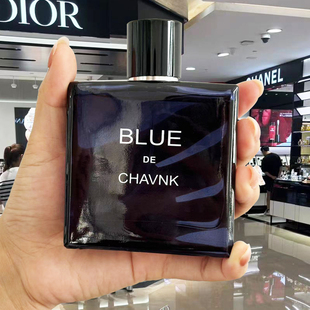 DIOR
CHANEL
BLUE
DE
CHAVNK